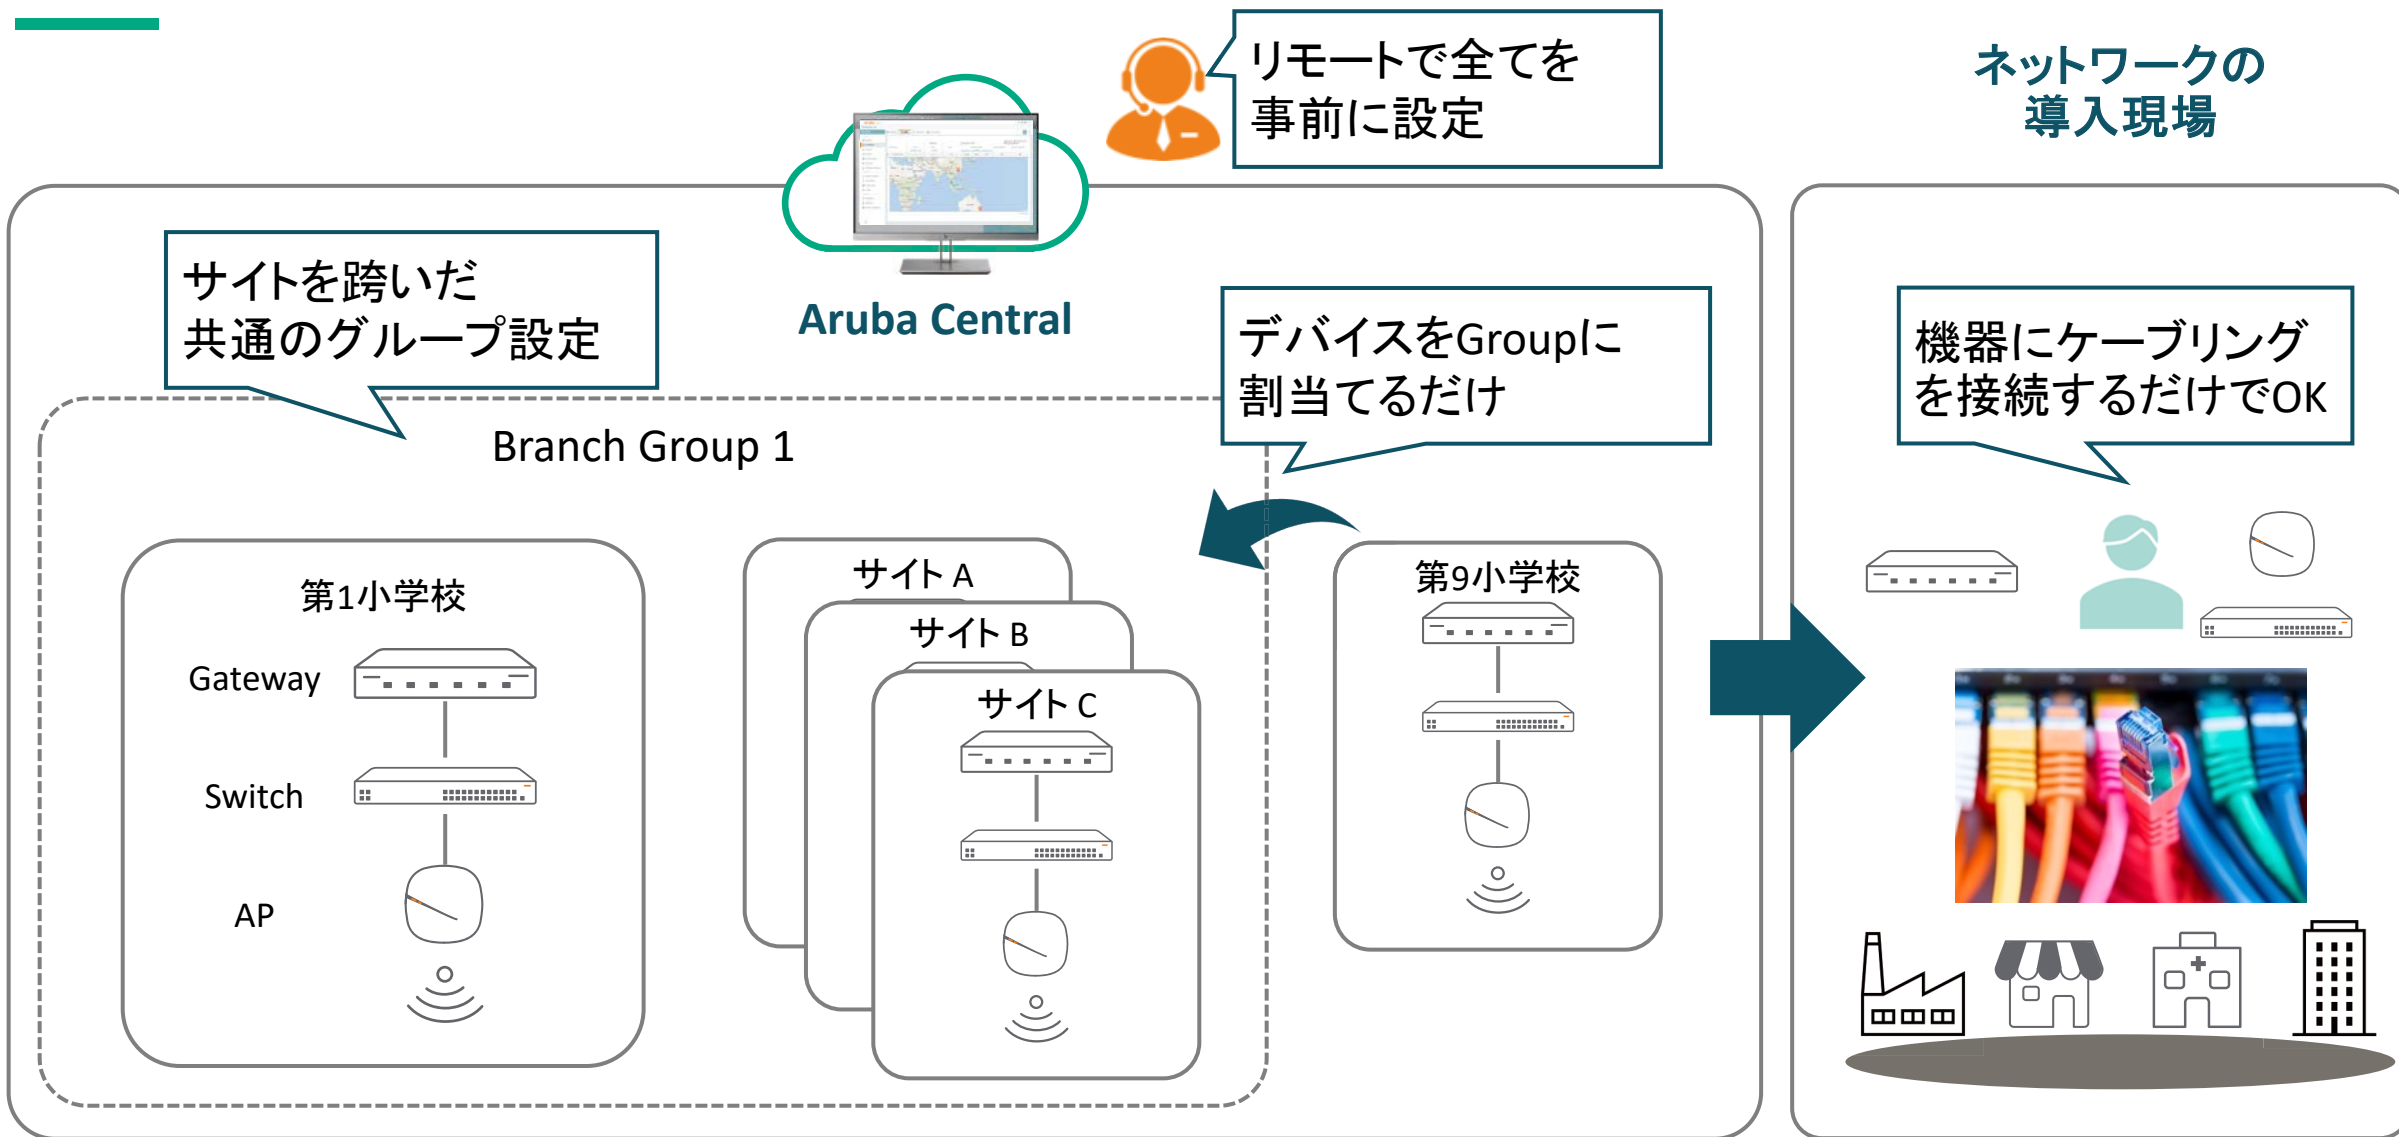 リモートで全てを
事前に設定
ネットワークの
導入現場
サイトを跨いだ
共通のグループ設定
Aruba Central
デバイスをGroupに
割当てるだけ
機器にケーブリング
を接続するだけでOK
Branch Group 1
第1小学校
Gateway
Switch
AP
サイト A
サイト B
サイト C
第9小学校